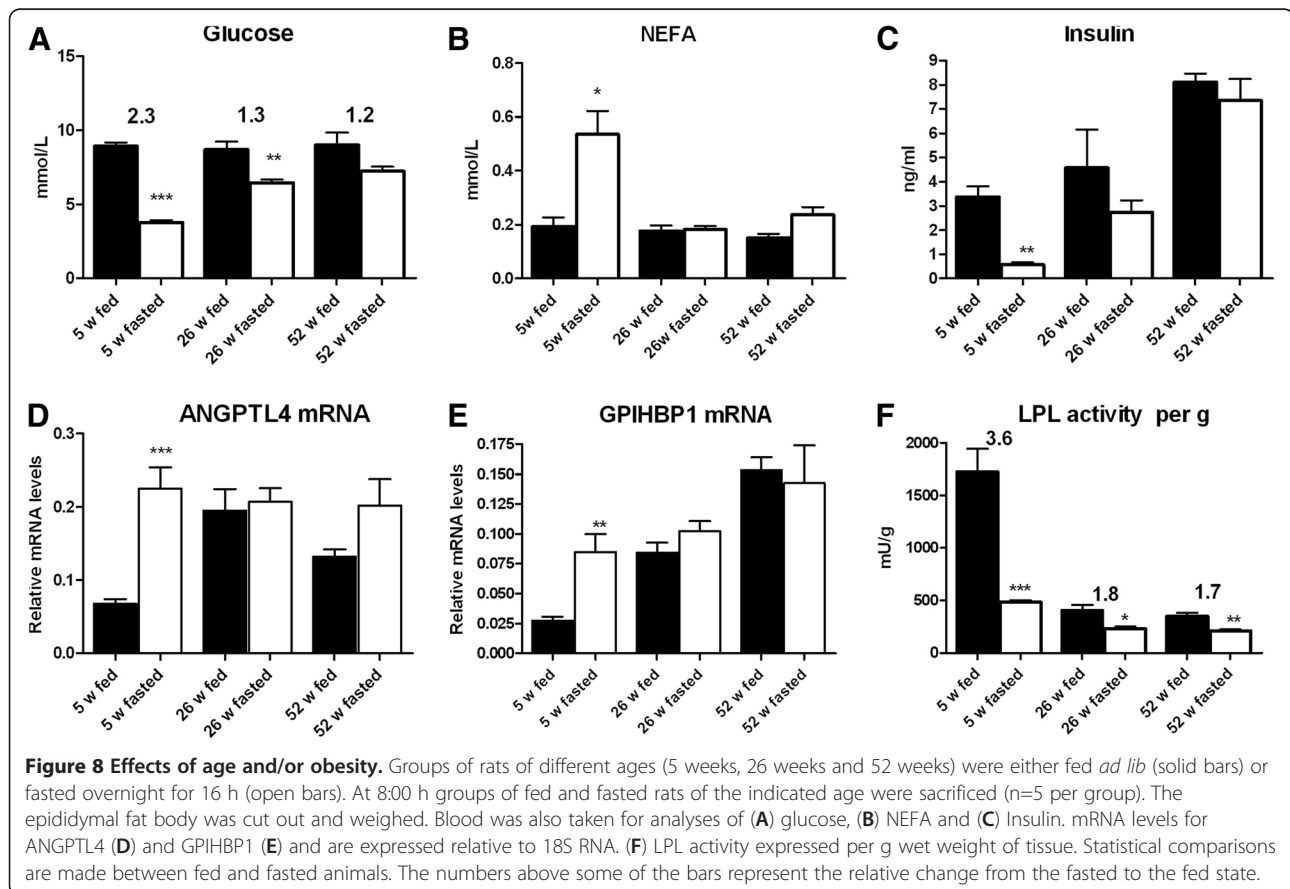 A Glucose
15
10
5
0
mmol/L
2.3
1.3
1.2
***
**
5 w fed
5 w fasted
26 w fed
26 w fasted
52 w fed
52 w fasted
B NEFA
0.8
0.6
0.4
0.2
0.0
mmol/L
*
5w fed
5w fasted
26 w fed
26w fasted
52 w fed
52 w fasted
C Insulin
9
8
7
6
5
4
3
2
1
0
ng/ml
**
5 w fed
5 w fasted
26 w fed
26 w fasted
52 w fed
52 w fasted
D ANGPTL4 mRNA
0.3
0.2
0.1
0.0
Relative mRNA levels
***
5 w fed
5 w fasted
26 w fed
26 w fasted
52 w fed
52 w fasted
E GPIHBP1 mRNA
0.175
0.150
0.125
0.100
0.075
0.050
0.025
0.000
Relative mRNA levels
**
5 w fed
5 w fasted
26 w fed
26 w fasted
52 w fed
52 w fasted
F LPL activity per g
2000
1500
1000
500
0
mU/g
3.6
1.8
1.7
***
*
**
5 w fed
5 w fasted
26 w fed
26 w fasted
52 w fed
52 w fasted
Figure 8 Effects of age and/or obesity. Groups of rats of different ages (5 weeks, 26 weeks and 52 weeks) were either fed ad lib (solid bars) or
fasted overnight for 16 h (open bars). At 8:00 h groups of fed and fasted rats of the indicated age were sacrificed (n=5 per group). The
epididymal fat body was cut out and weighed. Blood was also taken for analyses of (A) glucose, (B) NEFA and (C) Insulin. mRNA levels for
ANGPTL4 (D) and GPIHBP1 (E) and are expressed relative to 18S RNA. (F) LPL activity expressed per g wet weight of tissue. Statistical comparisons
are made between fed and fasted animals. The numbers above some of the bars represent the relative change from the fasted to the fed state.